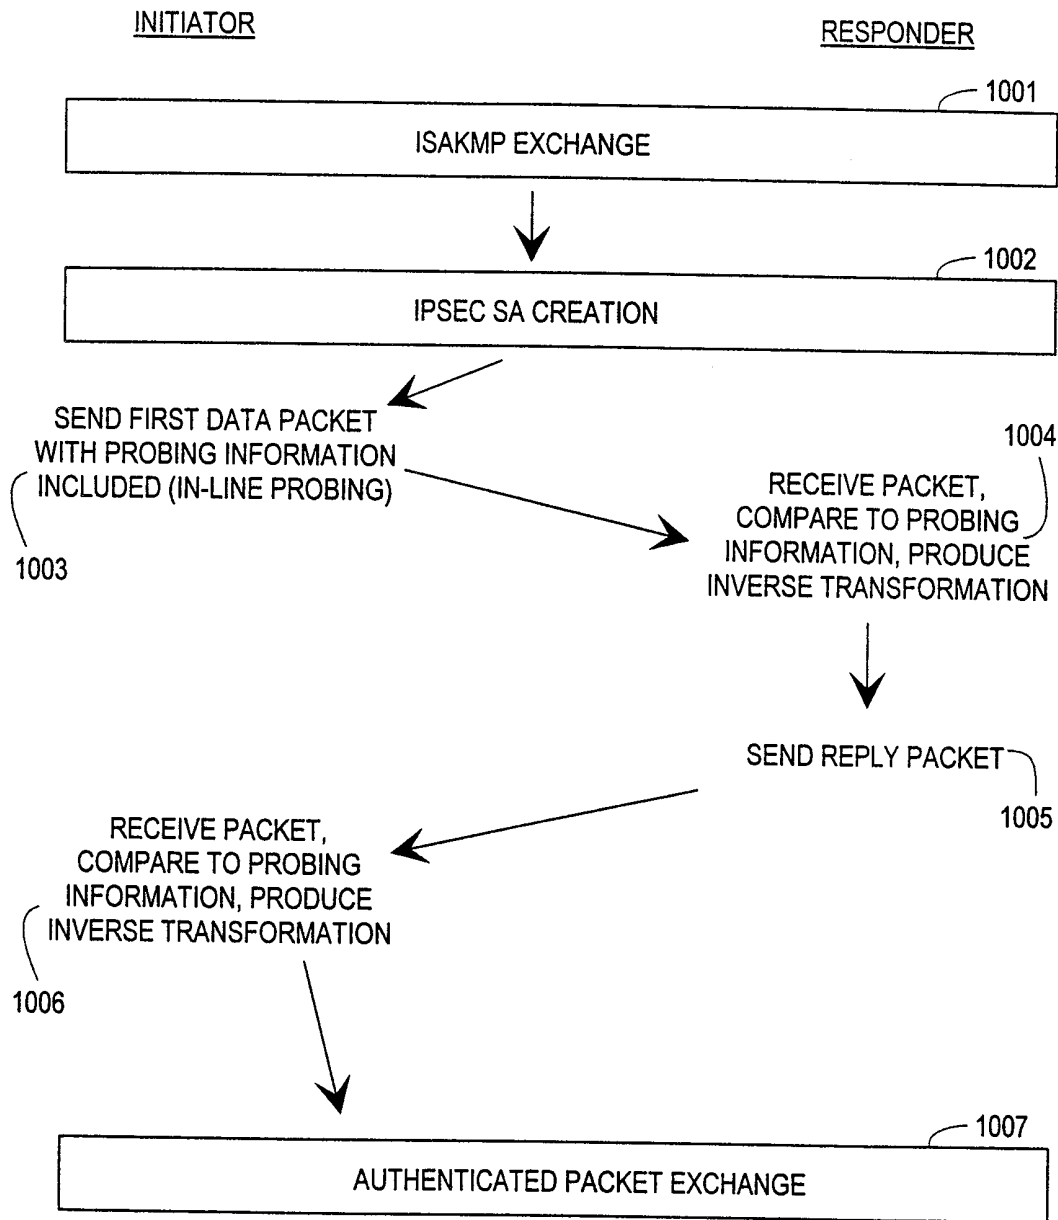 INITIATOR
RESPONDER
1001
ISAKMP EXCHANGE
1002
IPSEC SA CREATION
SEND FIRST DATA PACKET
WITH PROBING INFORMATION
INCLUDED (IN-LINE PROBING)
1003
1004
RECEIVE PACKET,
COMPARE TO PROBING
INFORMATION, PRODUCE
INVERSE TRANSFORMATION
SEND REPLY PACKET
1005
RECEIVE PACKET,
COMPARE TO PROBING
INFORMATION, PRODUCE
INVERSE TRANSFORMATION
1006
1007
AUTHENTICATED PACKET EXCHANGE